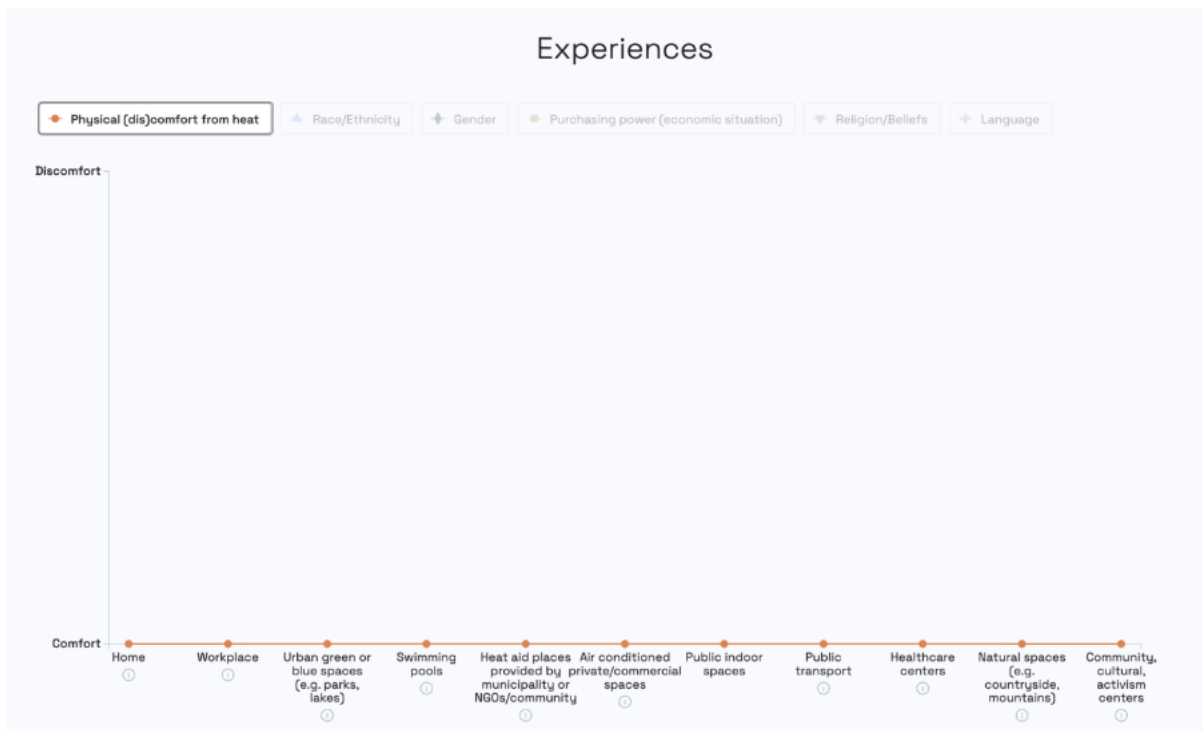 Experiences
Physical (dis)comfort from heat
Race/Ethnicity
Gender
Purchasing power (economic situation)
Religion/Beliefs
Language
Discomfort
Comfort
Home
Workplace
Urban green or
blue spaces
(e.g. parks,
lakes)
Swimming
pools
Heat aid places
provided by
municipality or
NGOs/community
Air conditioned
private/commercial
spaces
Public indoor
spaces
Public
transport
Healthcare
centers
Natural spaces
(e.g.
countryside,
mountains)
Community,
cultural,
activism
centers